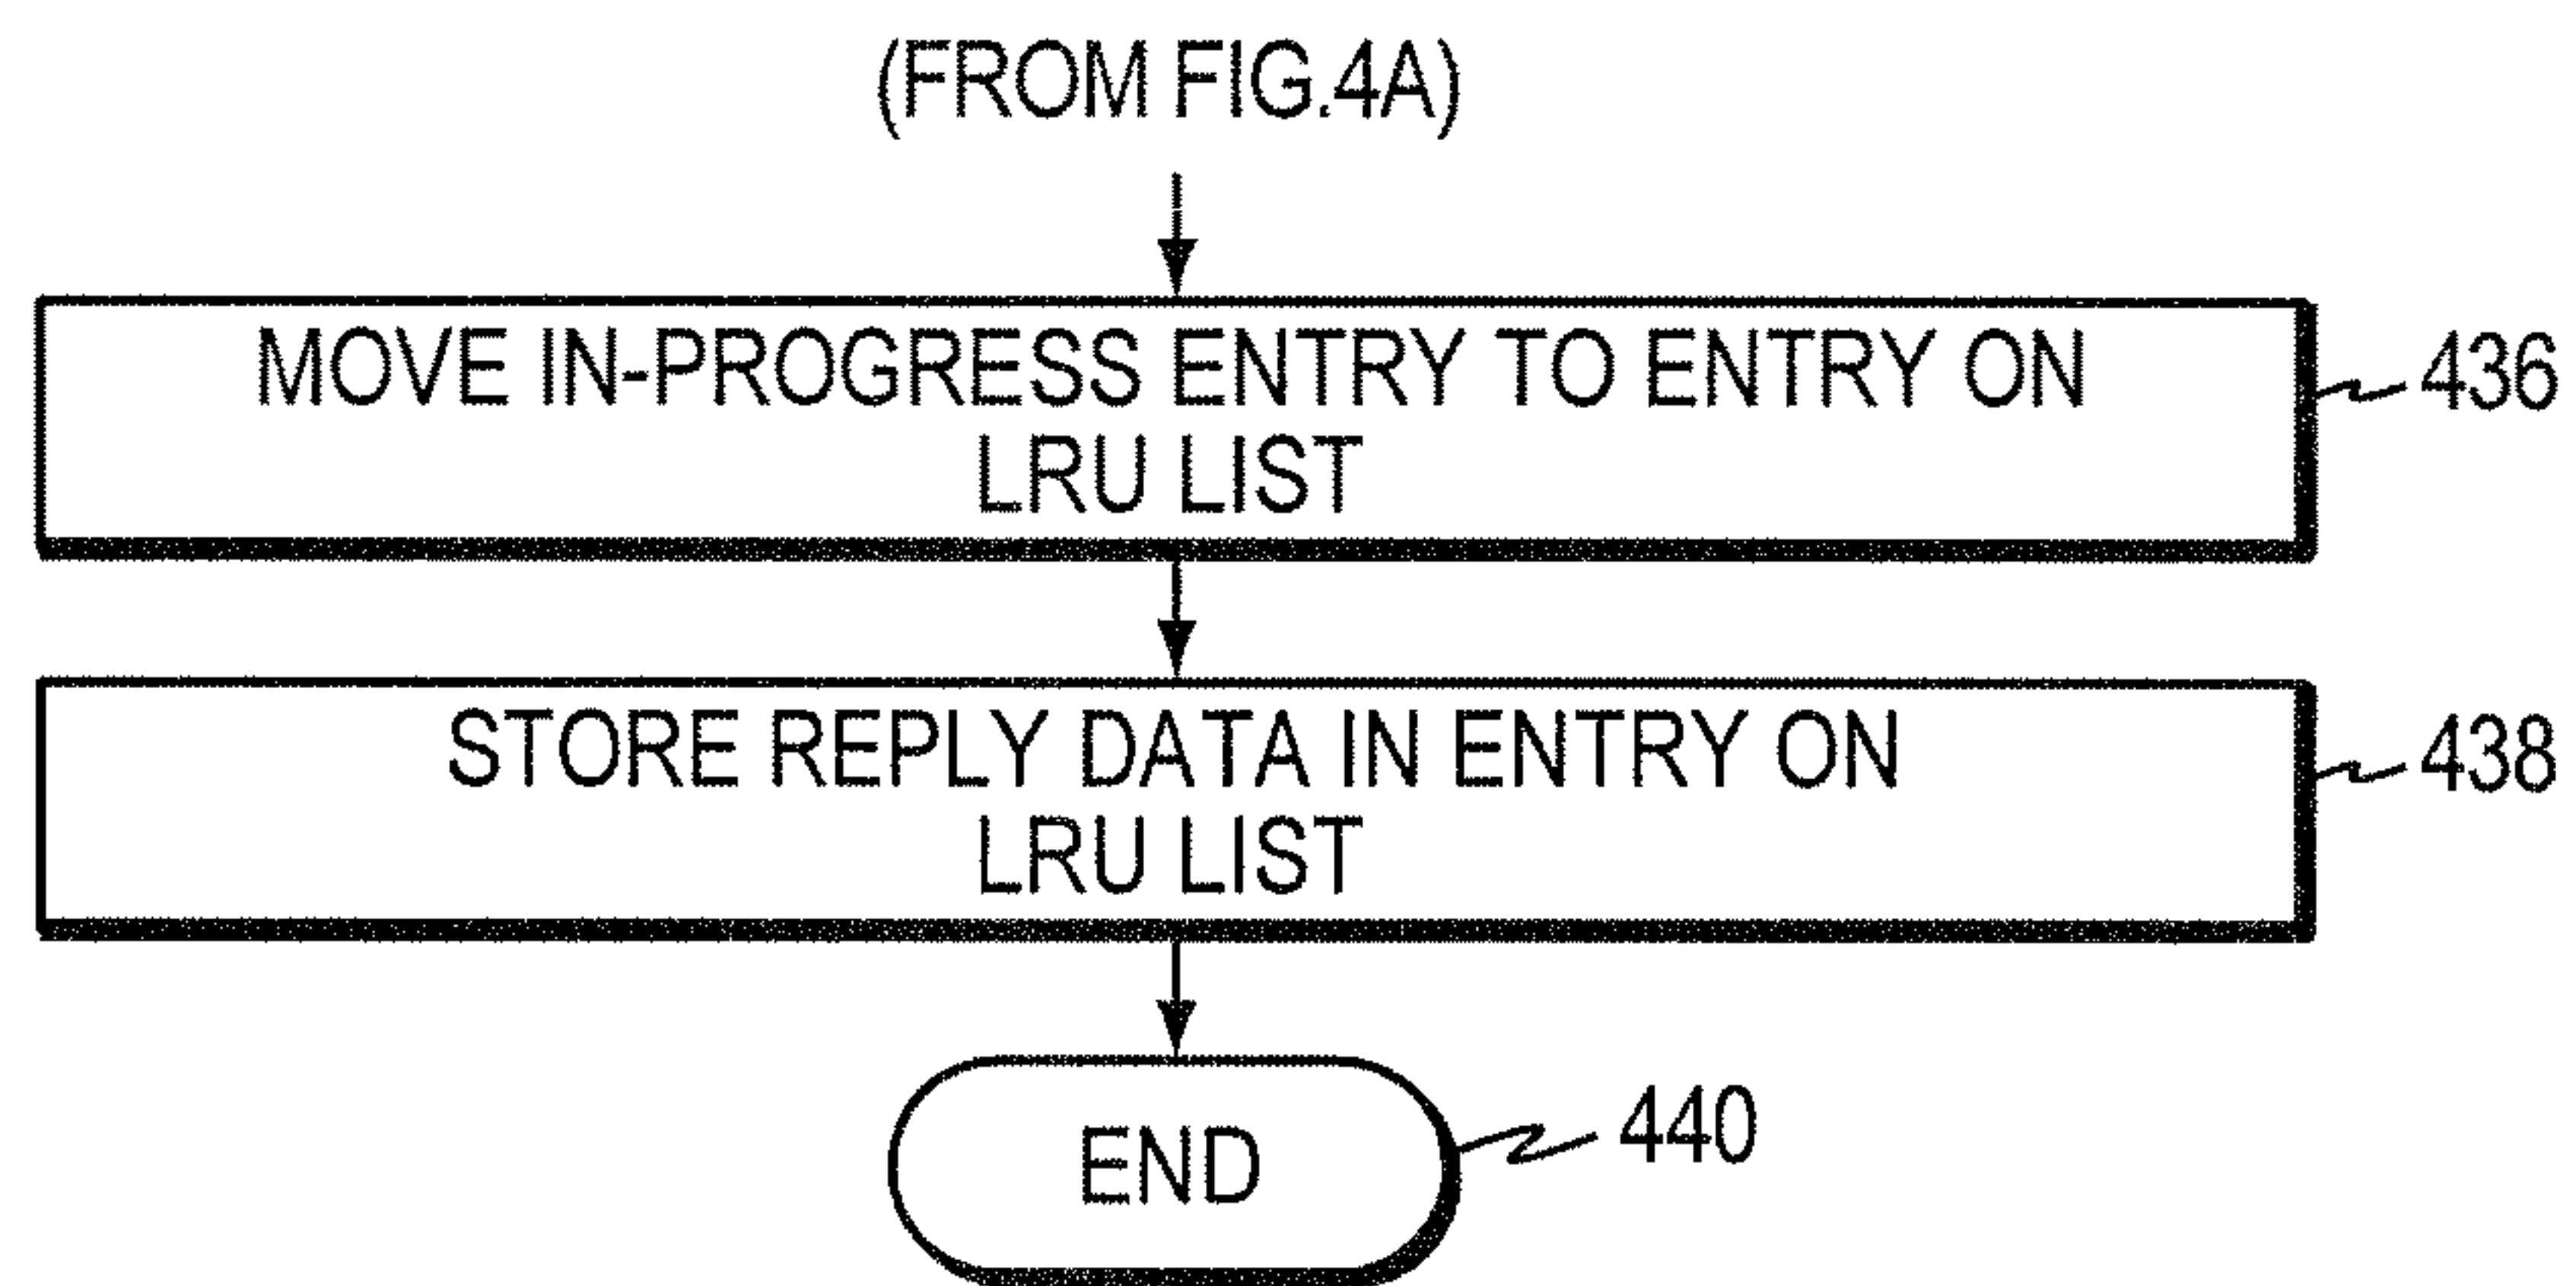 (FROM FIG.4A)
MOVE IN-PROGRESS ENTRY TO ENTRY ON
LRU LIST
436
STORE REPLY DATA IN ENTRY ON
LRU LIST
438
END
440